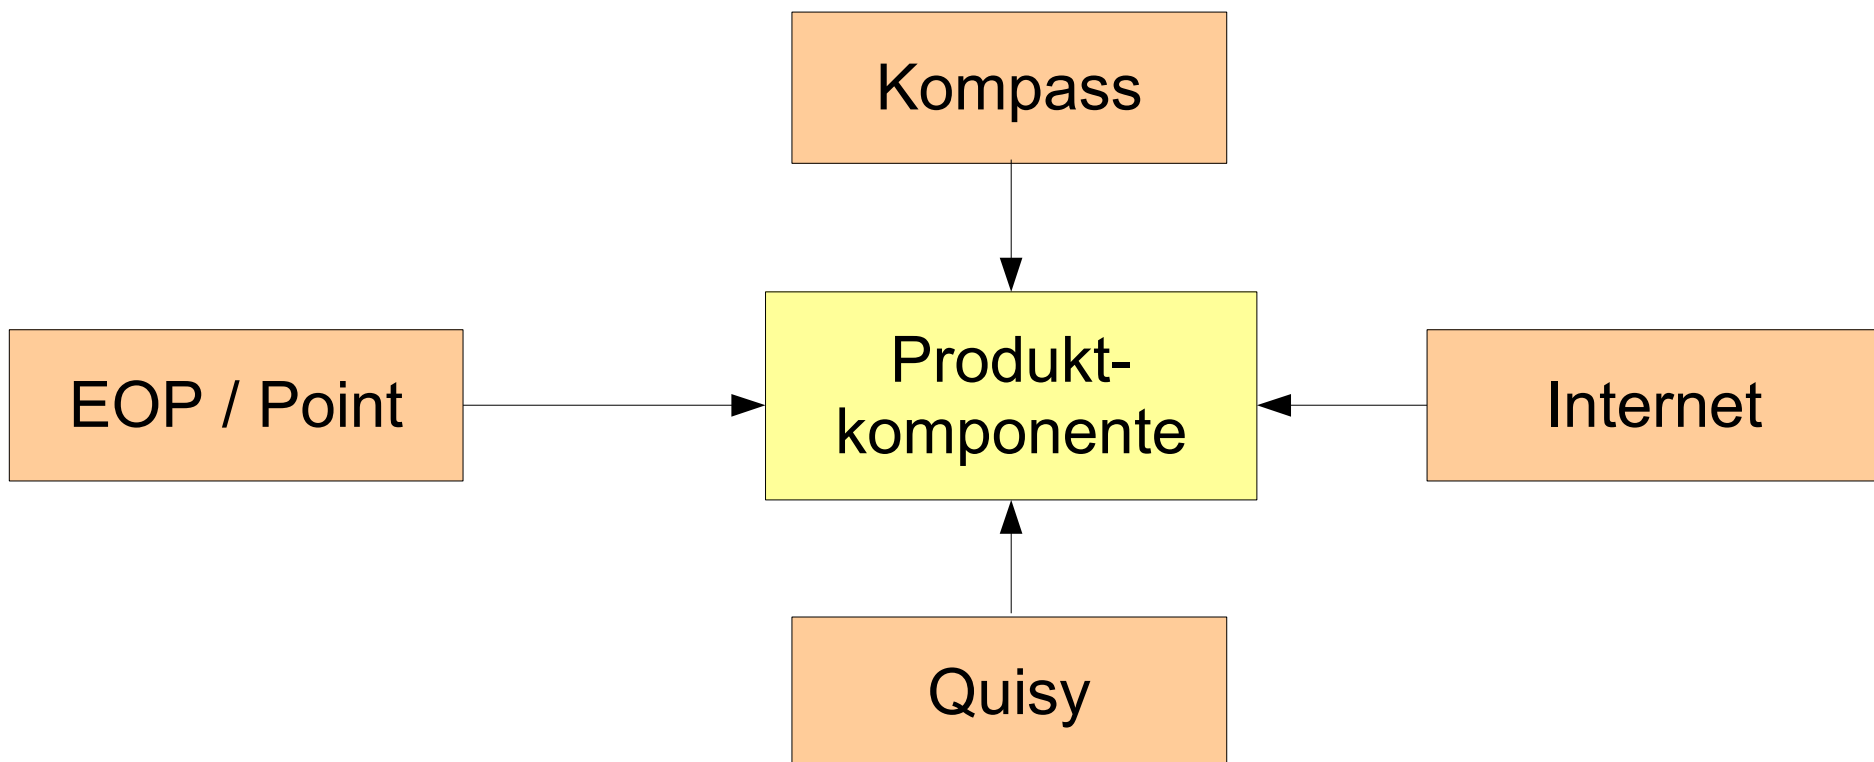 Kompass
EOP / Point
Produkt-
komponente
Internet
Quisy